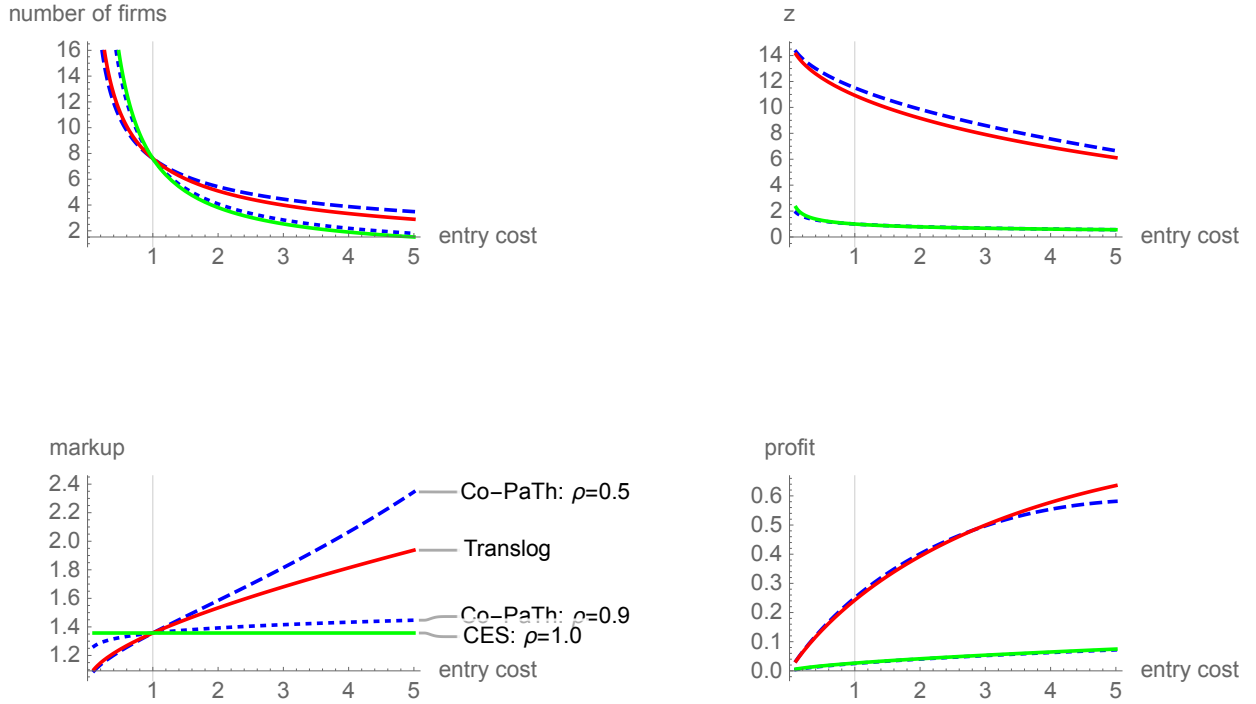 number of firms
16
14
12
10
8
6
4
2
1 2 3 4 5
entry cost
z
14
12
10
8
6
4
2
0
1 2 3 4 5
entry cost
markup
2.4
2.2
2.0
1.8
1.6
1.4
1.2
1 2 3 4 5
entry cost
Co−PaTh: ρ=0.5
Translog
Co−PaTh: ρ=0.9
CES: ρ=1.0
profit
0.6
0.5
0.4
0.3
0.2
0.1
0.0
1 2 3 4 5
entry cost